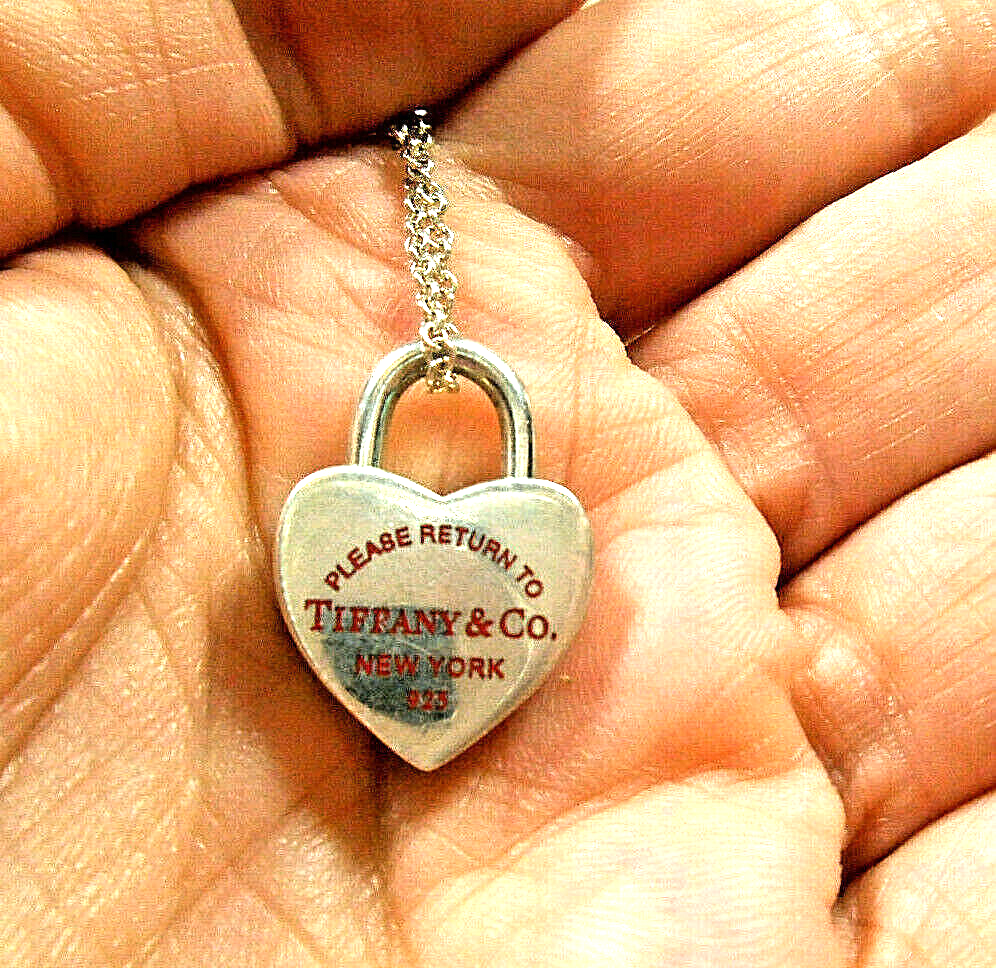 PLEASE RETURN TO
TIFFANY & CO.
NEW YORK
925